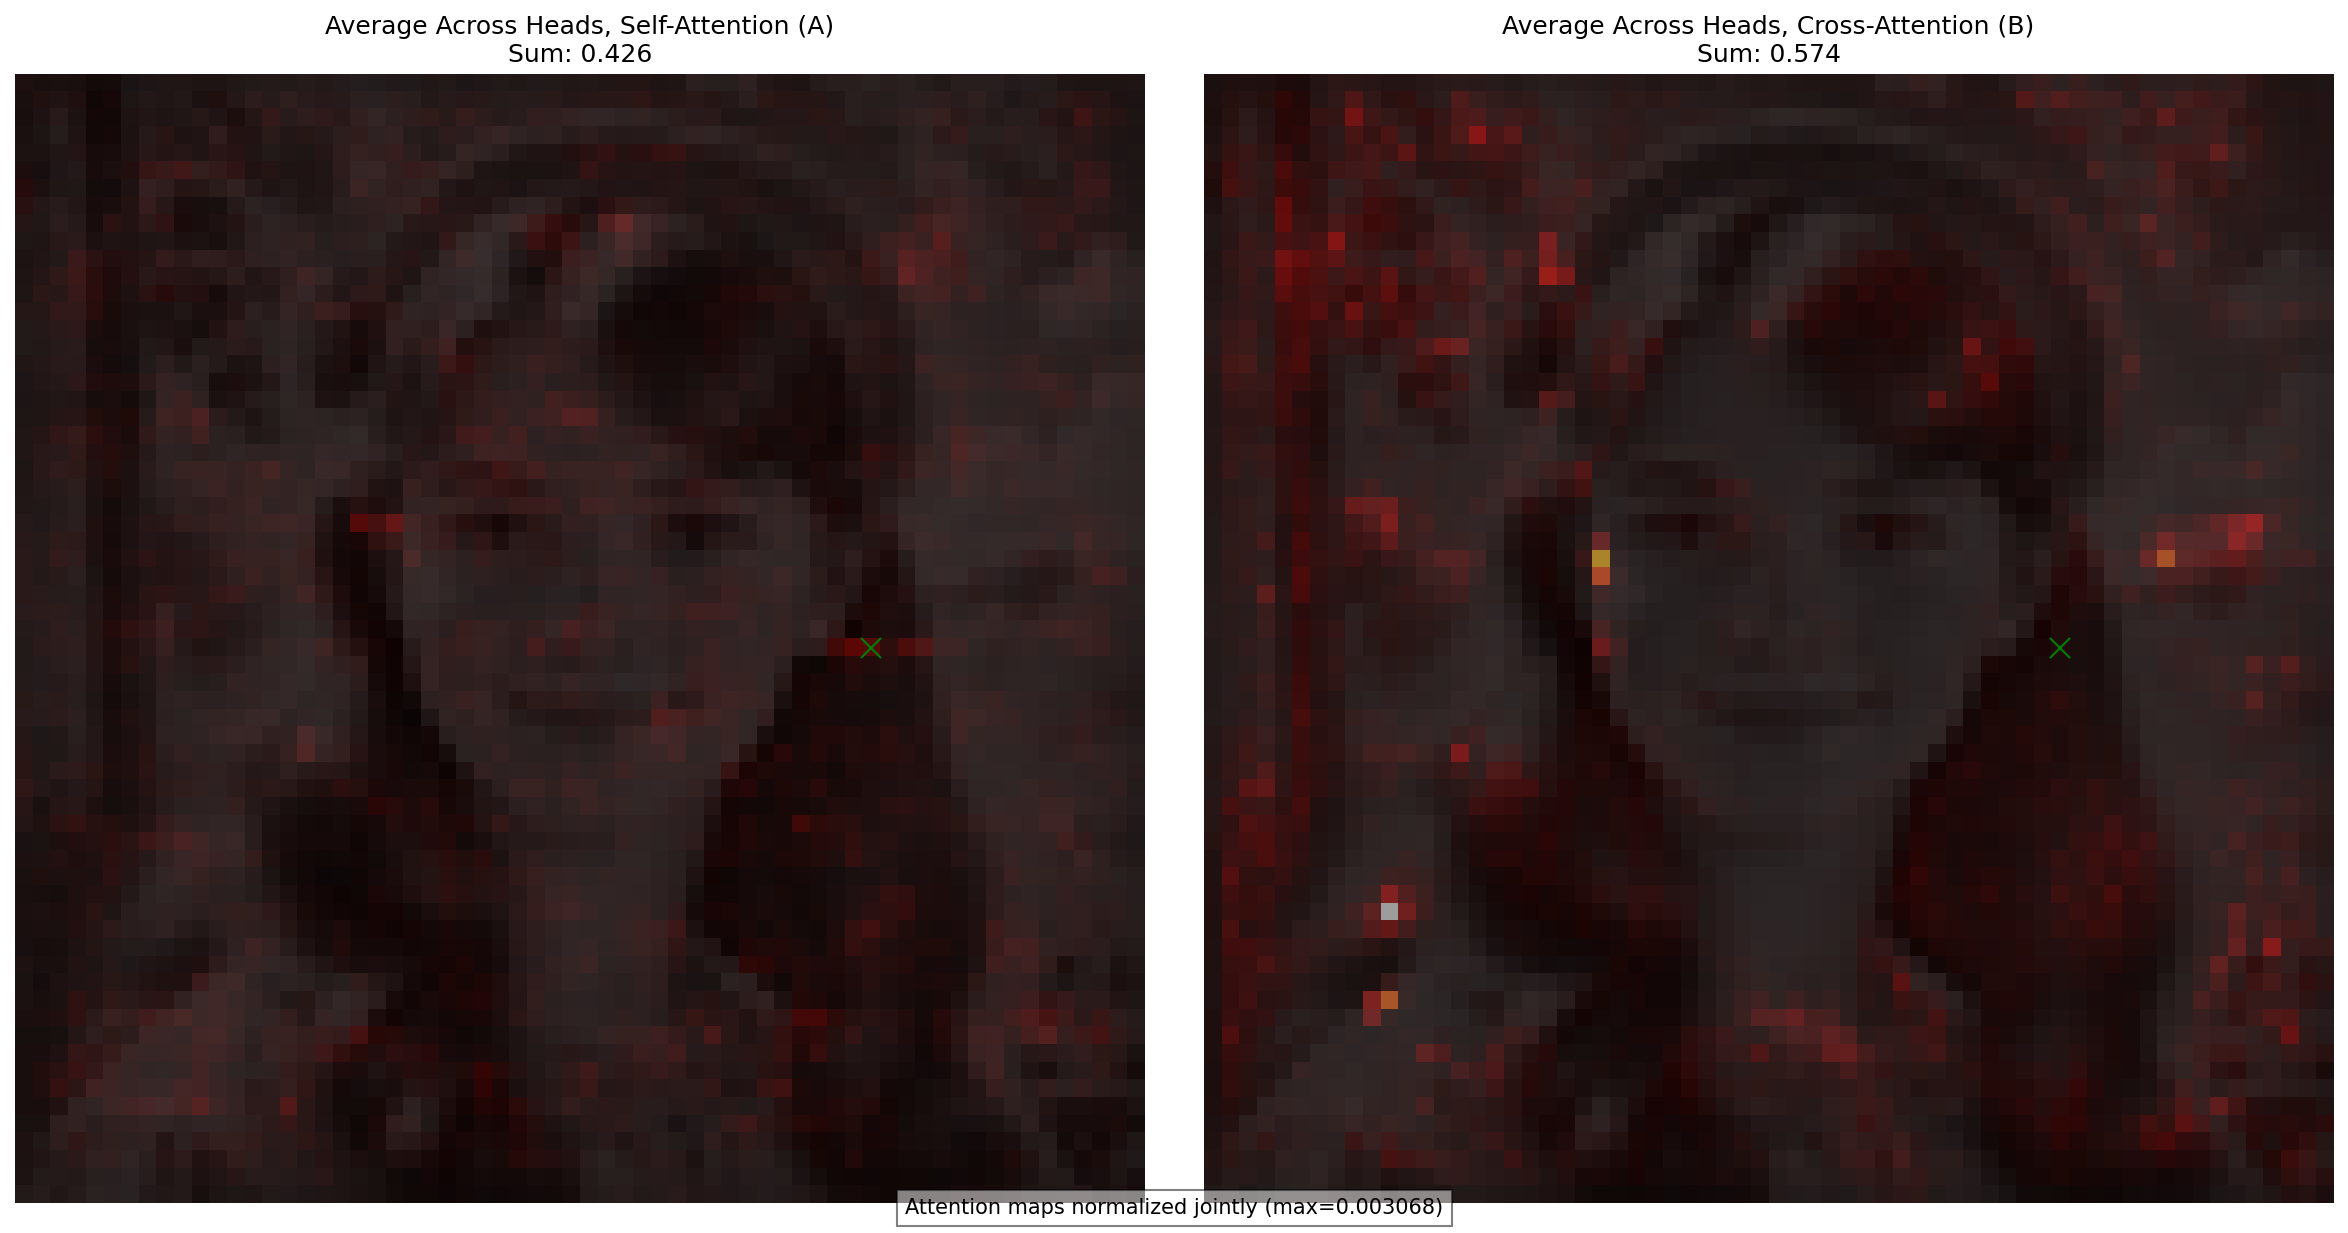 Average Across Heads, Self-Attention (A)
Sum: 0.426
Average Across Heads, Cross-Attention (B)
Sum: 0.574
Attention maps normalized jointly (max=0.003068)